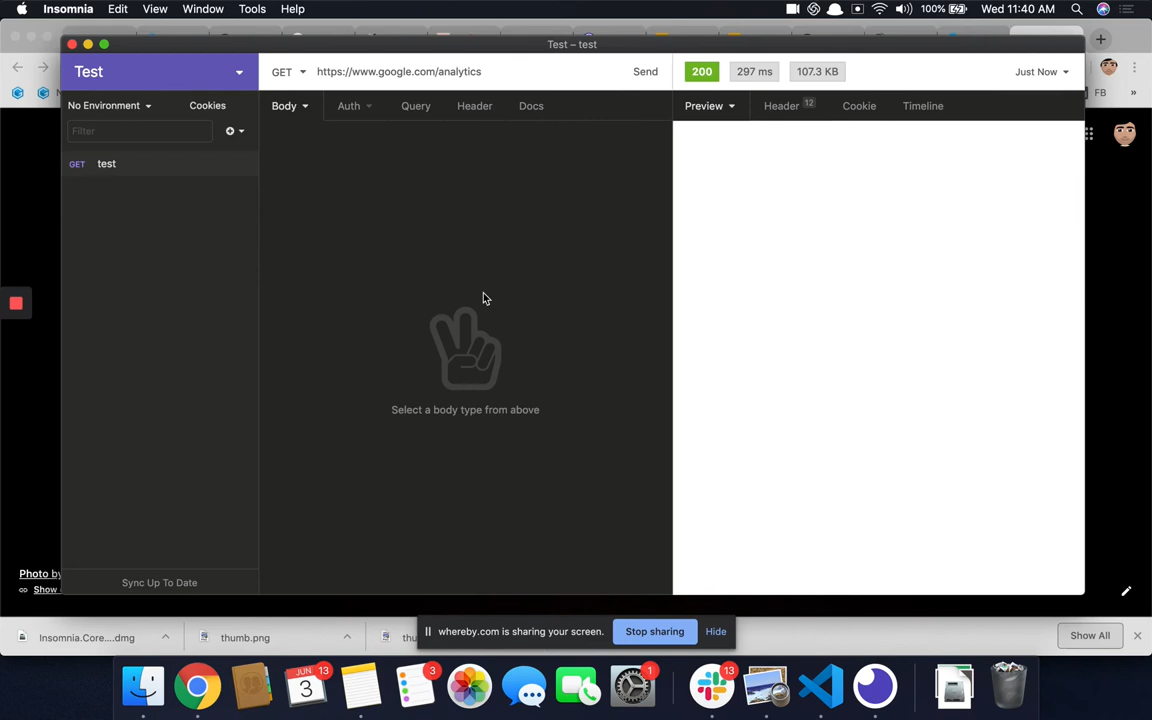 Insomnia Edit View Window Tools Help
100% Wed 11:40 AM
Test – test
Test
GET https://www.google.com/analytics Send
200 297 ms 107.3 KB Just Now
No Environment Cookies
Body Auth Query Header Docs
Preview Header 12 Cookie Timeline
FB »
Filter
GET test
Select a body type from above
Photo by
Show
Sync Up To Date
Insomnia.Core....dmg
thumb.png
thu
whereby.com is sharing your screen. Stop sharing Hide
Show All
JUN 13
3
3
1
13